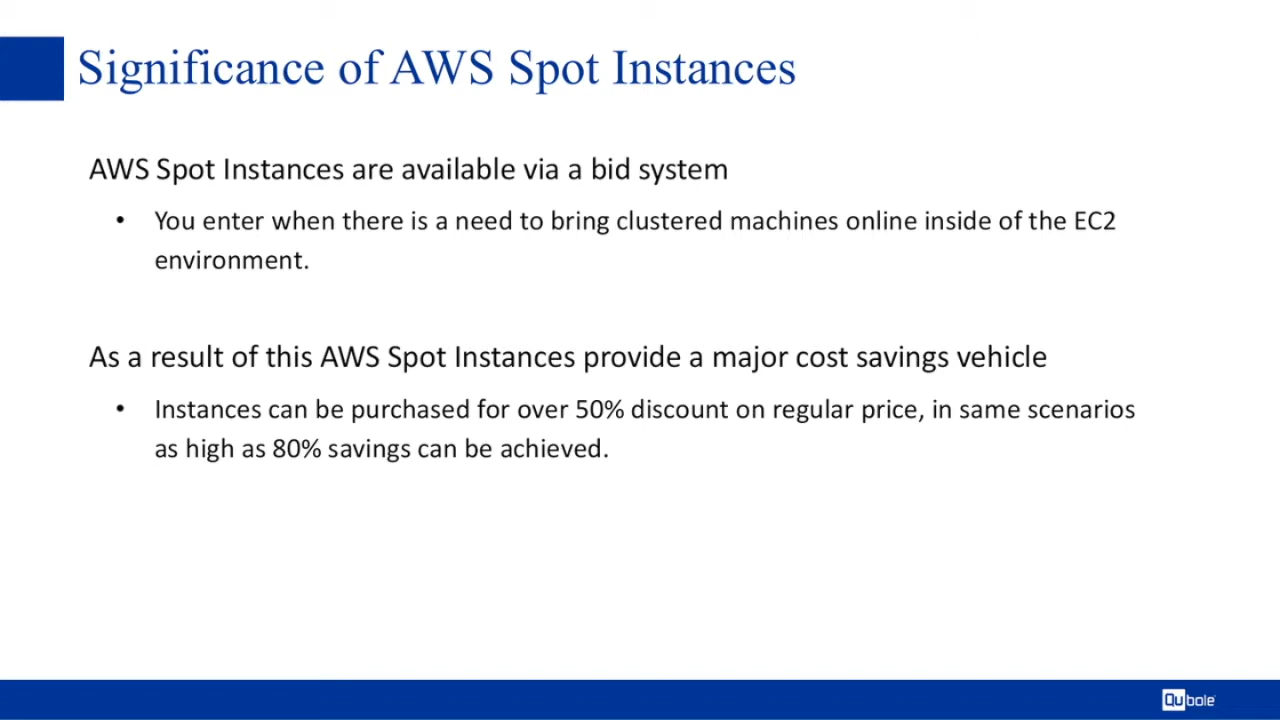 Significance of AWS Spot Instances
AWS Spot Instances are available via a bid system
• You enter when there is a need to bring clustered machines online inside of the EC2
environment.
As a result of this AWS Spot Instances provide a major cost savings vehicle
• Instances can be purchased for over 50% discount on regular price, in same scenarios
as high as 80% savings can be achieved.
Qubole